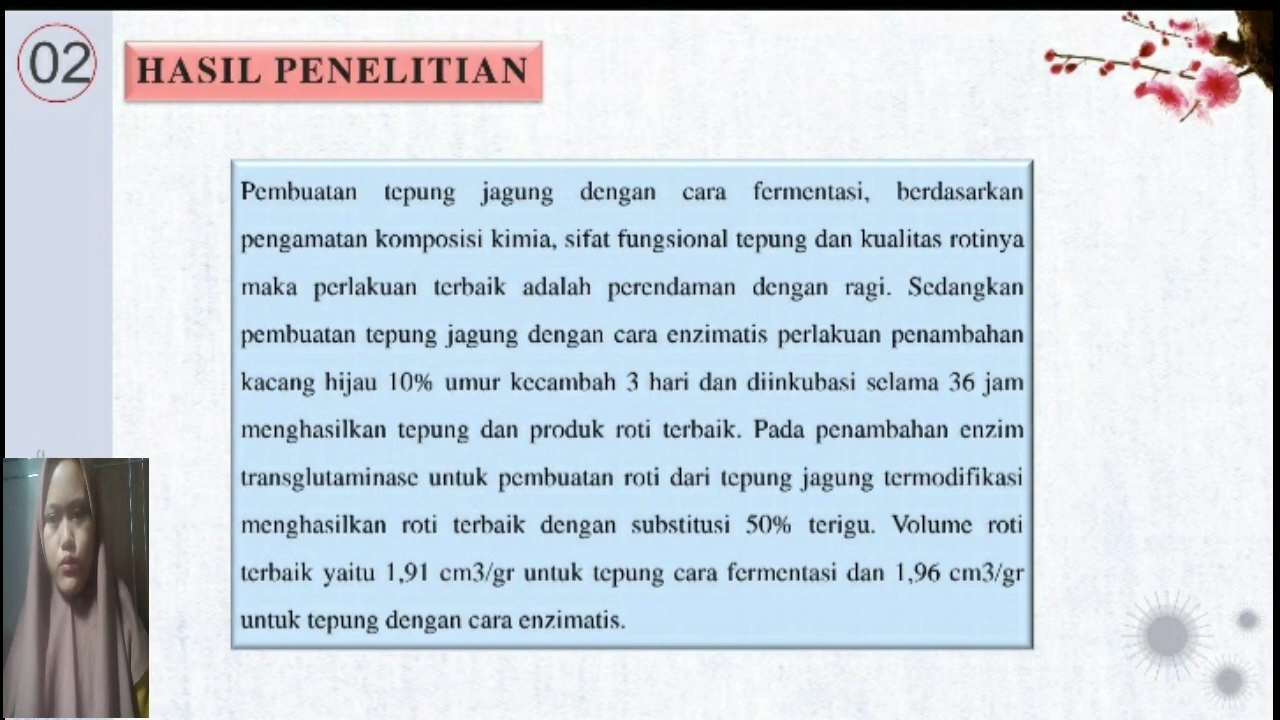 02
HASIL PENELITIAN
Pembuatan tepung jagung dengan cara fermentasi, berdasarkan
pengamatan komposisi kimia, sifat fungsional tepung dan kualitas rotinya
maka perlakuan terbaik adalah perendaman dengan ragi. Sedangkan
pembuatan tepung jagung dengan cara enzimatis perlakuan penambahan
kacang hijau 10% umur kecambah 3 hari dan diinkubasi selama 36 jam
menghasilkan tepung dan produk roti terbaik. Pada penambahan enzim
transglutaminase untuk pembuatan roti dari tepung jagung termodifikasi
menghasilkan roti terbaik dengan substitusi 50% terigu. Volume roti
terbaik yaitu 1,91 cm3/gr untuk tepung cara fermentasi dan 1,96 cm3/gr
untuk tepung dengan cara enzimatis.